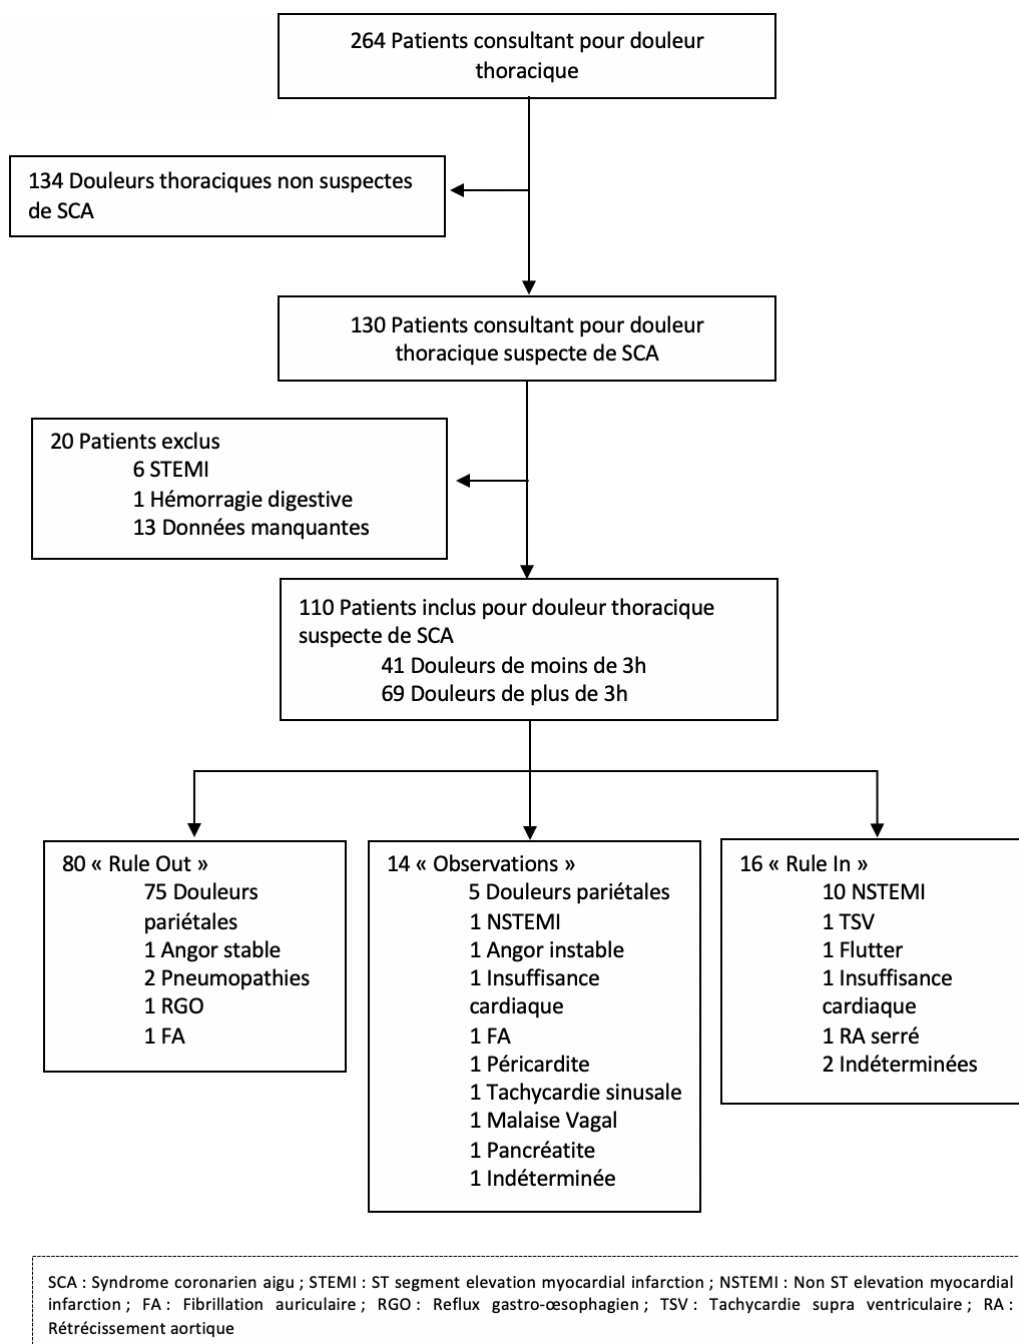 264 Patients consultant pour douleur
thoracique
134 Douleurs thoraciques non suspectes
de SCA
130 Patients consultant pour douleur
thoracique suspecte de SCA
20 Patients exclus
6 STEMI
1 Hémorragie digestive
13 Données manquantes
110 Patients inclus pour douleur thoracique
suspecte de SCA
41 Douleurs de moins de 3h
69 Douleurs de plus de 3h
80 « Rule Out »
75 Douleurs
pariétales
1 Angor stable
2 Pneumopathies
1 RGO
1 FA
14 « Observations »
5 Douleurs pariétales
1 NSTEMI
1 Angor instable
1 Insuffisance
cardiaque
1 FA
1 Péricardite
1 Tachycardie sinusale
1 Malaise Vagal
1 Pancréatite
1 Indéterminée
16 « Rule In »
10 NSTEMI
1 TSV
1 Flutter
1 Insuffisance
cardiaque
1 RA serré
2 Indéterminées
SCA : Syndrome coronarien aigu ; STEMI : ST segment elevation myocardial infarction ; NSTEMI : Non ST elevation myocardial
infarction ; FA : Fibrillation auriculaire ; RGO : Reflux gastro-œsophagien ; TSV : Tachycardie supra ventriculaire ; RA :
Rétrécissement aortique